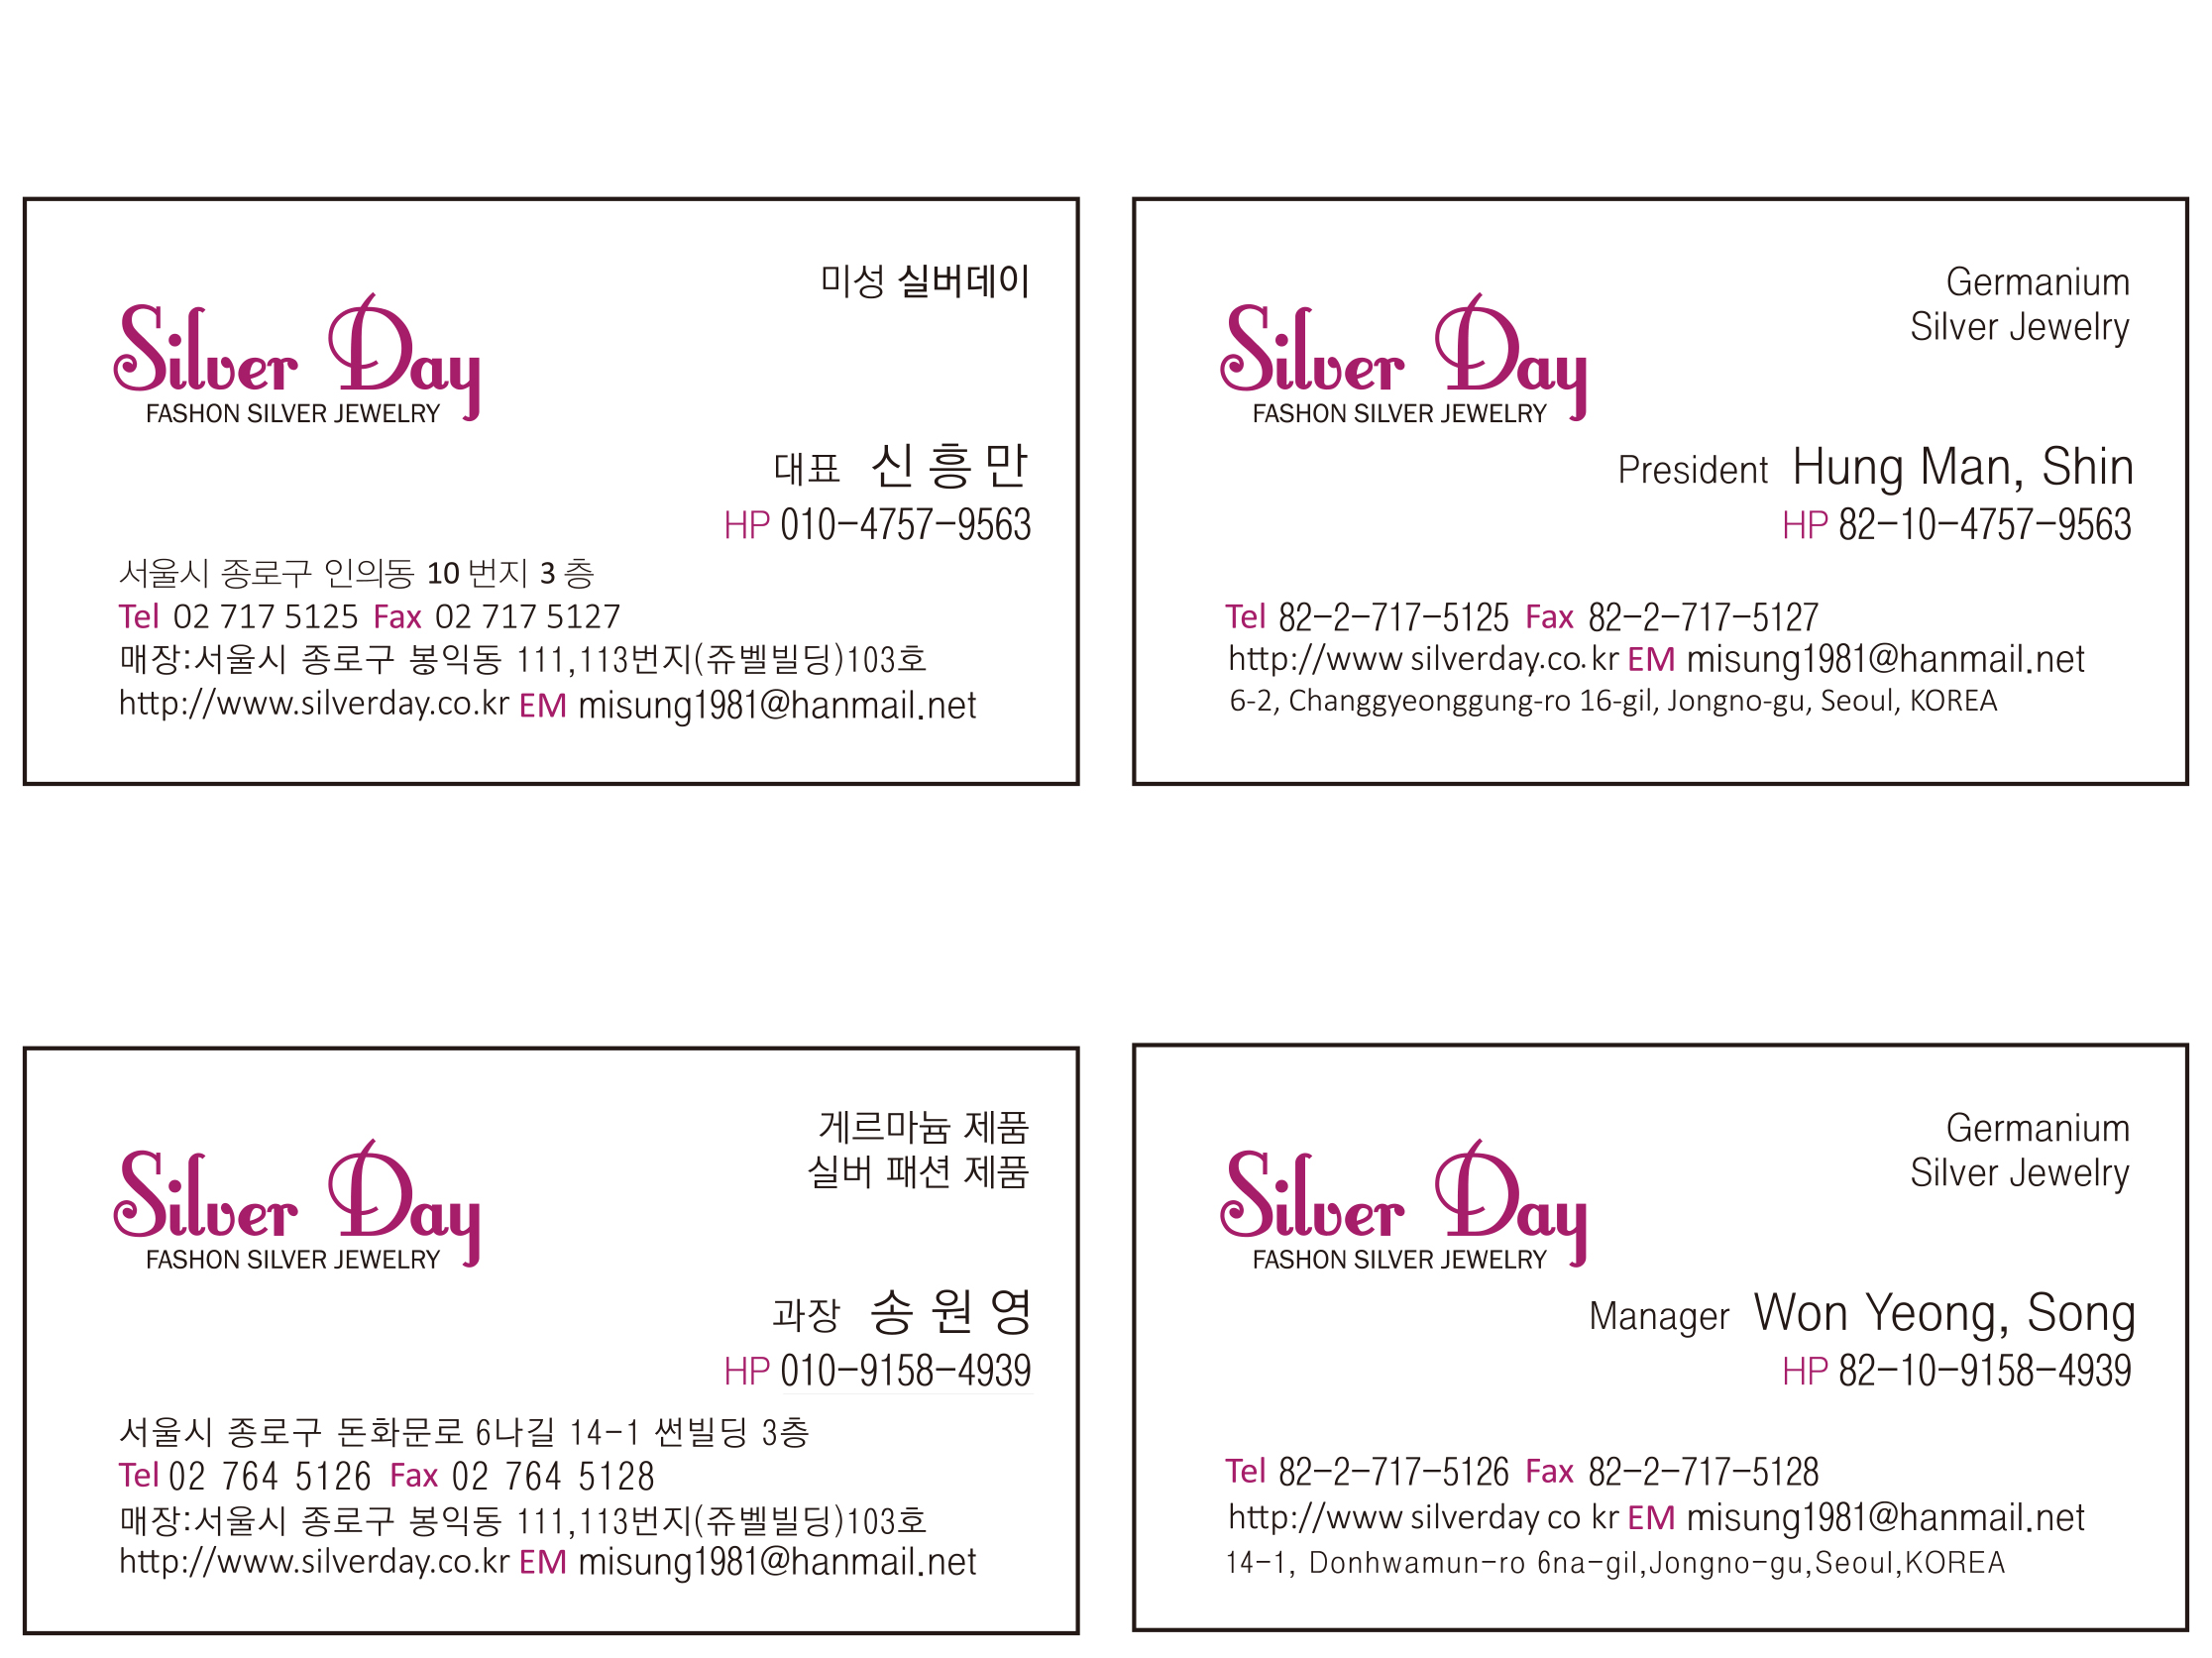 미성 실버데이
Silver Day
FASHON SILVER JEWELRY
대표 신흥만
HP 010-4757-9563
서울시 종로구 인의동 10 번지 3 층
Tel 02 717 5125 Fax 02 717 5127
매장:서울시 종로구 봉익동 111,113번지(쥬벨빌딩)103호
http://www.silverday.co.kr EM misung1981@hanmail.net
Germanium
Silver Jewelry
Silver Day
FASHON SILVER JEWELRY
President Hung Man, Shin
HP 82-10-4757-9563
Tel 82-2-717-5125 Fax 82-2-717-5127
http://www silverday.co.kr EM misung1981@hanmail.net
6-2, Changgyeonggung-ro 16-gil, Jongno-gu, Seoul, KOREA
게르마늄 제품
실버 패션 제품
Silver Day
FASHON SILVER JEWELRY
과장 송원영
HP 010-9158-4939
서울시 종로구 돈화문로 6나길 14-1 썬빌딩 3층
Tel 02 764 5126 Fax 02 764 5128
매장:서울시 종로구 봉익동 111,113번지(쥬벨빌딩)103호
http://www.silverday.co.kr EM misung1981@hanmail.net
Germanium
Silver Jewelry
Silver Day
FASHON SILVER JEWELRY
Manager Won Yeong, Song
HP 82-10-9158-4939
Tel 82-2-717-5126 Fax 82-2-717-5128
http://www silverday co kr EM misung1981@hanmail.net
14-1, Donhwamun-ro 6na-gil,Jongno-gu,Seoul,KOREA